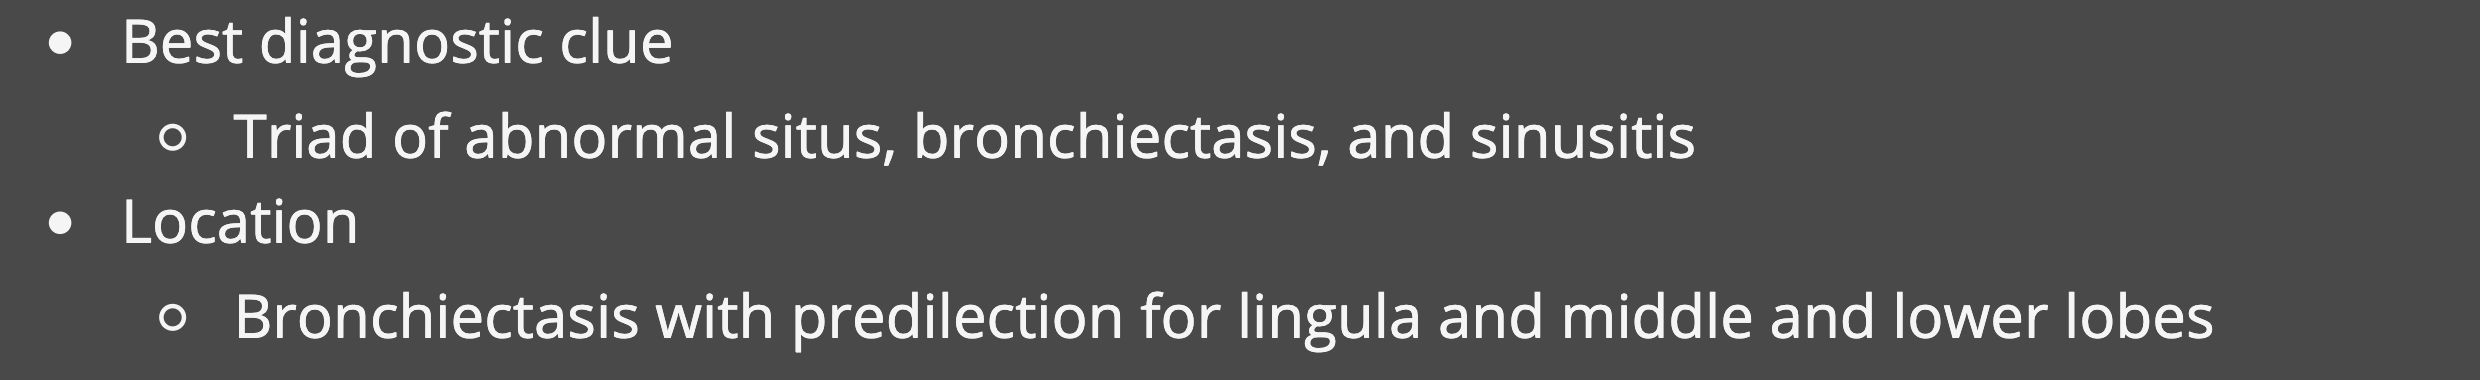 • Best diagnostic clue
○ Triad of abnormal situs, bronchiectasis, and sinusitis
• Location
○ Bronchiectasis with predilection for lingula and middle and lower lobes